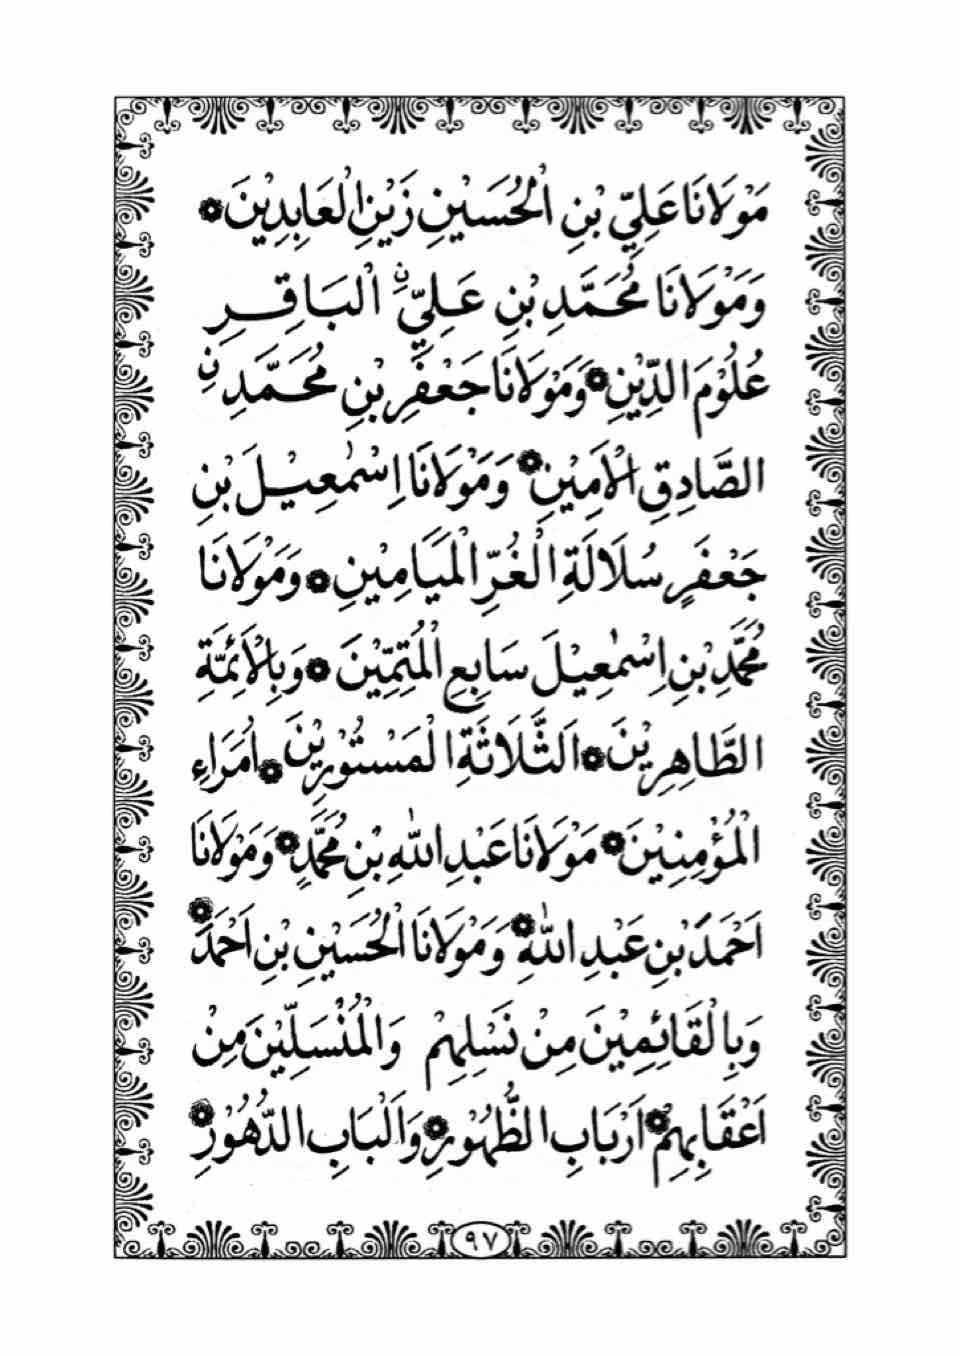 مَوْلَانَا عَلِيِّ بْنِ الْحُسَيْنِ زَيْنِ الْعَابِدِيْنَ ۞
وَمَوْلَانَا مُحَمَّدِ بْنِ عَلِيِّ نِ الْبَاقِرِ
عُلُوْمَ الدِّيْنِ ۞ وَمَوْلَانَا جَعْفَرِ بْنِ مُحَمَّدِ نِ
الصَّادِقِ الْاَمِيْنِ ۞ وَمَوْلَانَا اِسْمٰعِيْلَ بْنِ
جَعْفَرٍ سُلَالَةِ الْغُرِّ الْمَيَامِيْنِ ۞ وَمَوْلَانَا
مُحَمَّدِ بْنِ اِسْمٰعِيْلَ سَابِعِ الْمُتِمِّيْنَ ۞ وَبِالْاَئِمَّةِ
الطَّاهِرِيْنَ ۞ اَلثَّلَاثَةِ الْمَسْتُوْرِيْنَ ۞ اُمَرَاءِ
الْمُؤْمِنِيْنَ ۞ مَوْلَانَا عَبْدِ اللّٰهِ بْنِ مُحَمَّدٍ ۞ وَمَوْلَانَا
اَحْمَدَ بْنِ عَبْدِ اللّٰهِ ۞ وَمَوْلَانَا الْحُسَيْنِ بْنِ اَحْمَدَ ۞
وَبِالْقَائِمِيْنَ مِنْ نَسْلِهِمْ وَالْمُنْسَلِّيْنَ مِنْ
اَعْقَابِهِمْ ۞ اَرْبَابِ الظُّهُوْرِ ۞ وَاَلْبَابِ الدُّهُوْرِ ۞
٩٧